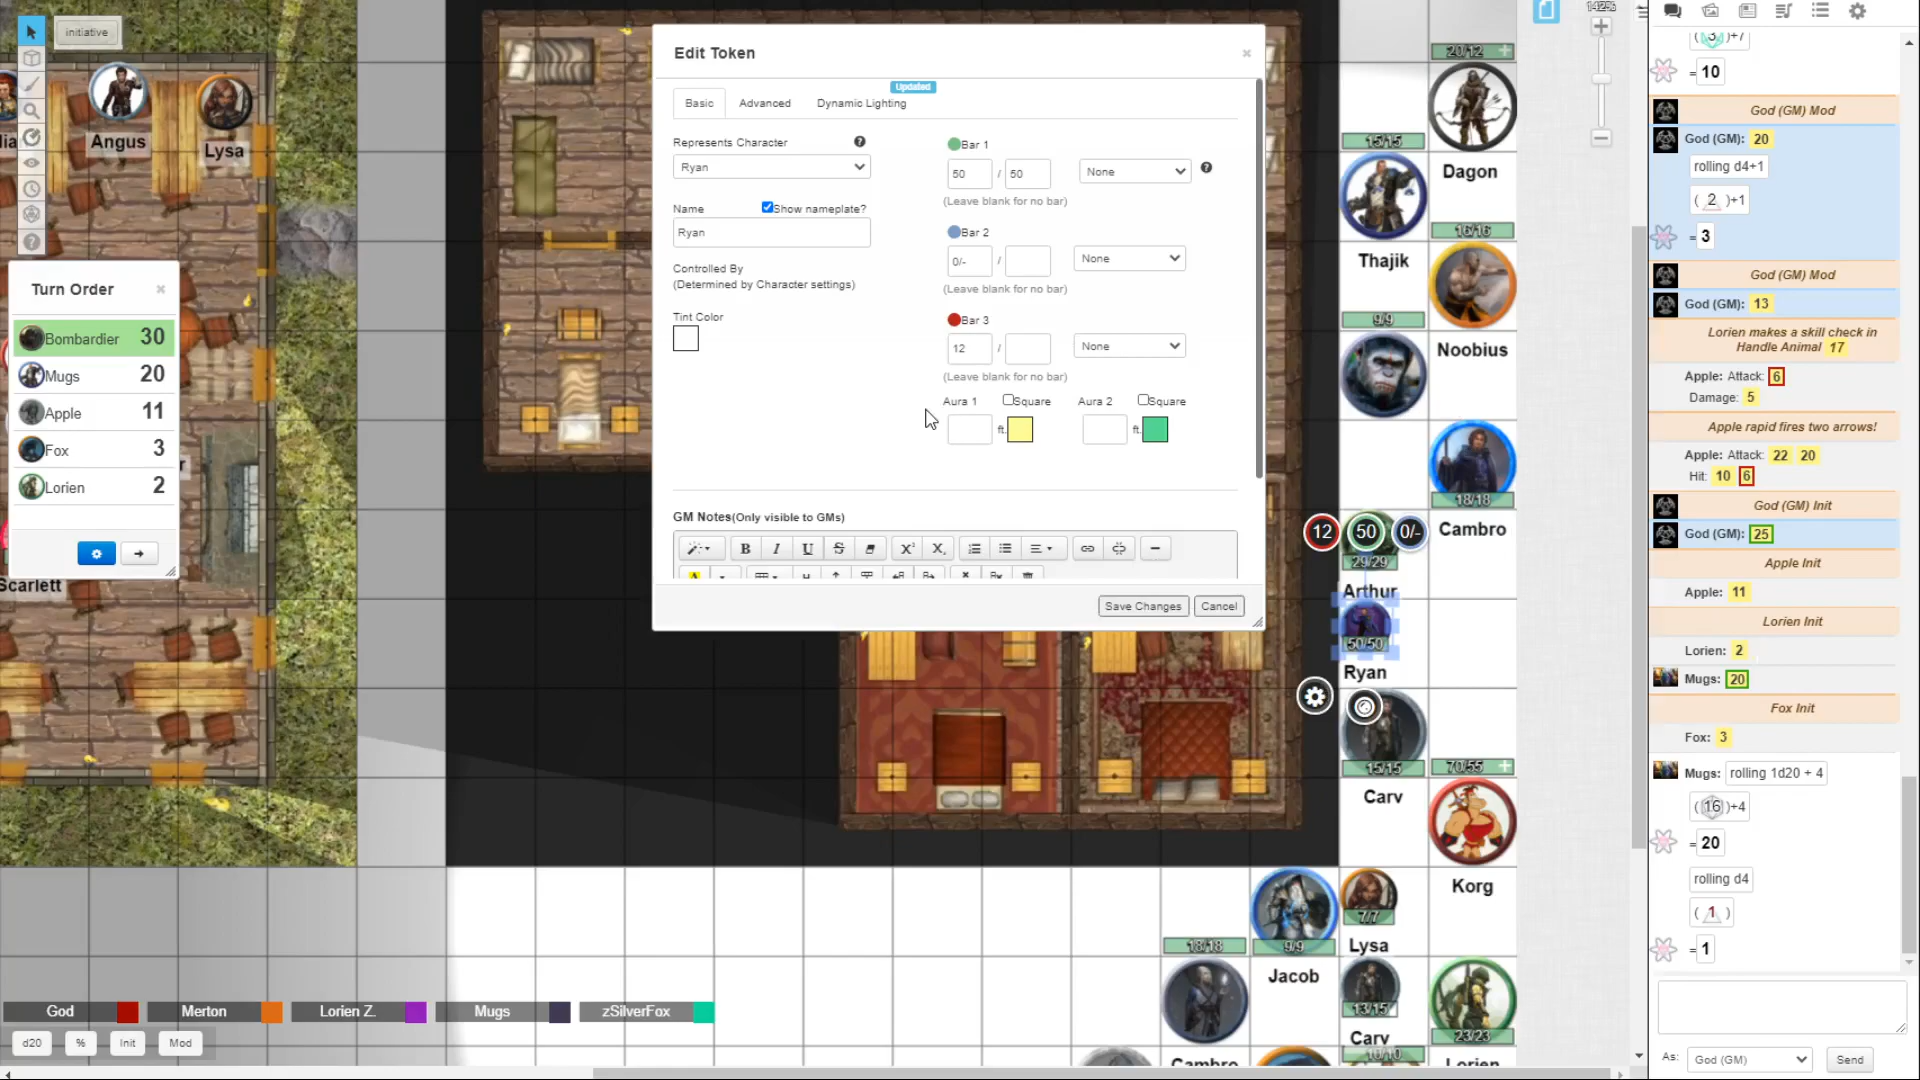 initiative
Angus
Lysa
Turn Order
Bombardier 30
Mugs 20
Apple 11
Fox 3
Lorien 2
Scarlett
God
Merton
Lorien Z.
Mugs
zSilverFox
d20
%
Init
Mod
Edit Token
Updated
Basic
Advanced
Dynamic Lighting
Represents Character
Ryan
Name
Show nameplate?
Ryan
Controlled By
(Determined by Character settings)
Tint Color
Bar 1
50 / 50
None
(Leave blank for no bar)
Bar 2
0/- /
None
(Leave blank for no bar)
Bar 3
12 /
None
(Leave blank for no bar)
Aura 1
Square
Aura 2
Square
ft.
ft.
GM Notes(Only visible to GMs)
Save Changes
Cancel
142%
20/12
15/15
Dagon
16/16
Thajik
9/9
Noobius
18/18
Cambro
12
50
0/-
29/29
Arthur
50/50
Ryan
15/15
70/55
Carv
Korg
7/7
18/18
9/9
Lysa
Jacob
13/15
Carv
23/23
Cambro
10/10
Lorien
(3)+7
=10
God (GM) Mod
God (GM): 20
rolling d4+1
(2)+1
=3
God (GM) Mod
God (GM): 13
Lorien makes a skill check in
Handle Animal 17
Apple: Attack: 6
Damage: 5
Apple rapid fires two arrows!
Apple: Attack: 22 20
Hit: 10 6
God (GM) Init
God (GM): 25
Apple Init
Apple: 11
Lorien Init
Lorien: 2
Mugs: 20
Fox Init
Fox: 3
Mugs: rolling 1d20 + 4
(16)+4
=20
rolling d4
(1)
=1
As:
God (GM)
Send